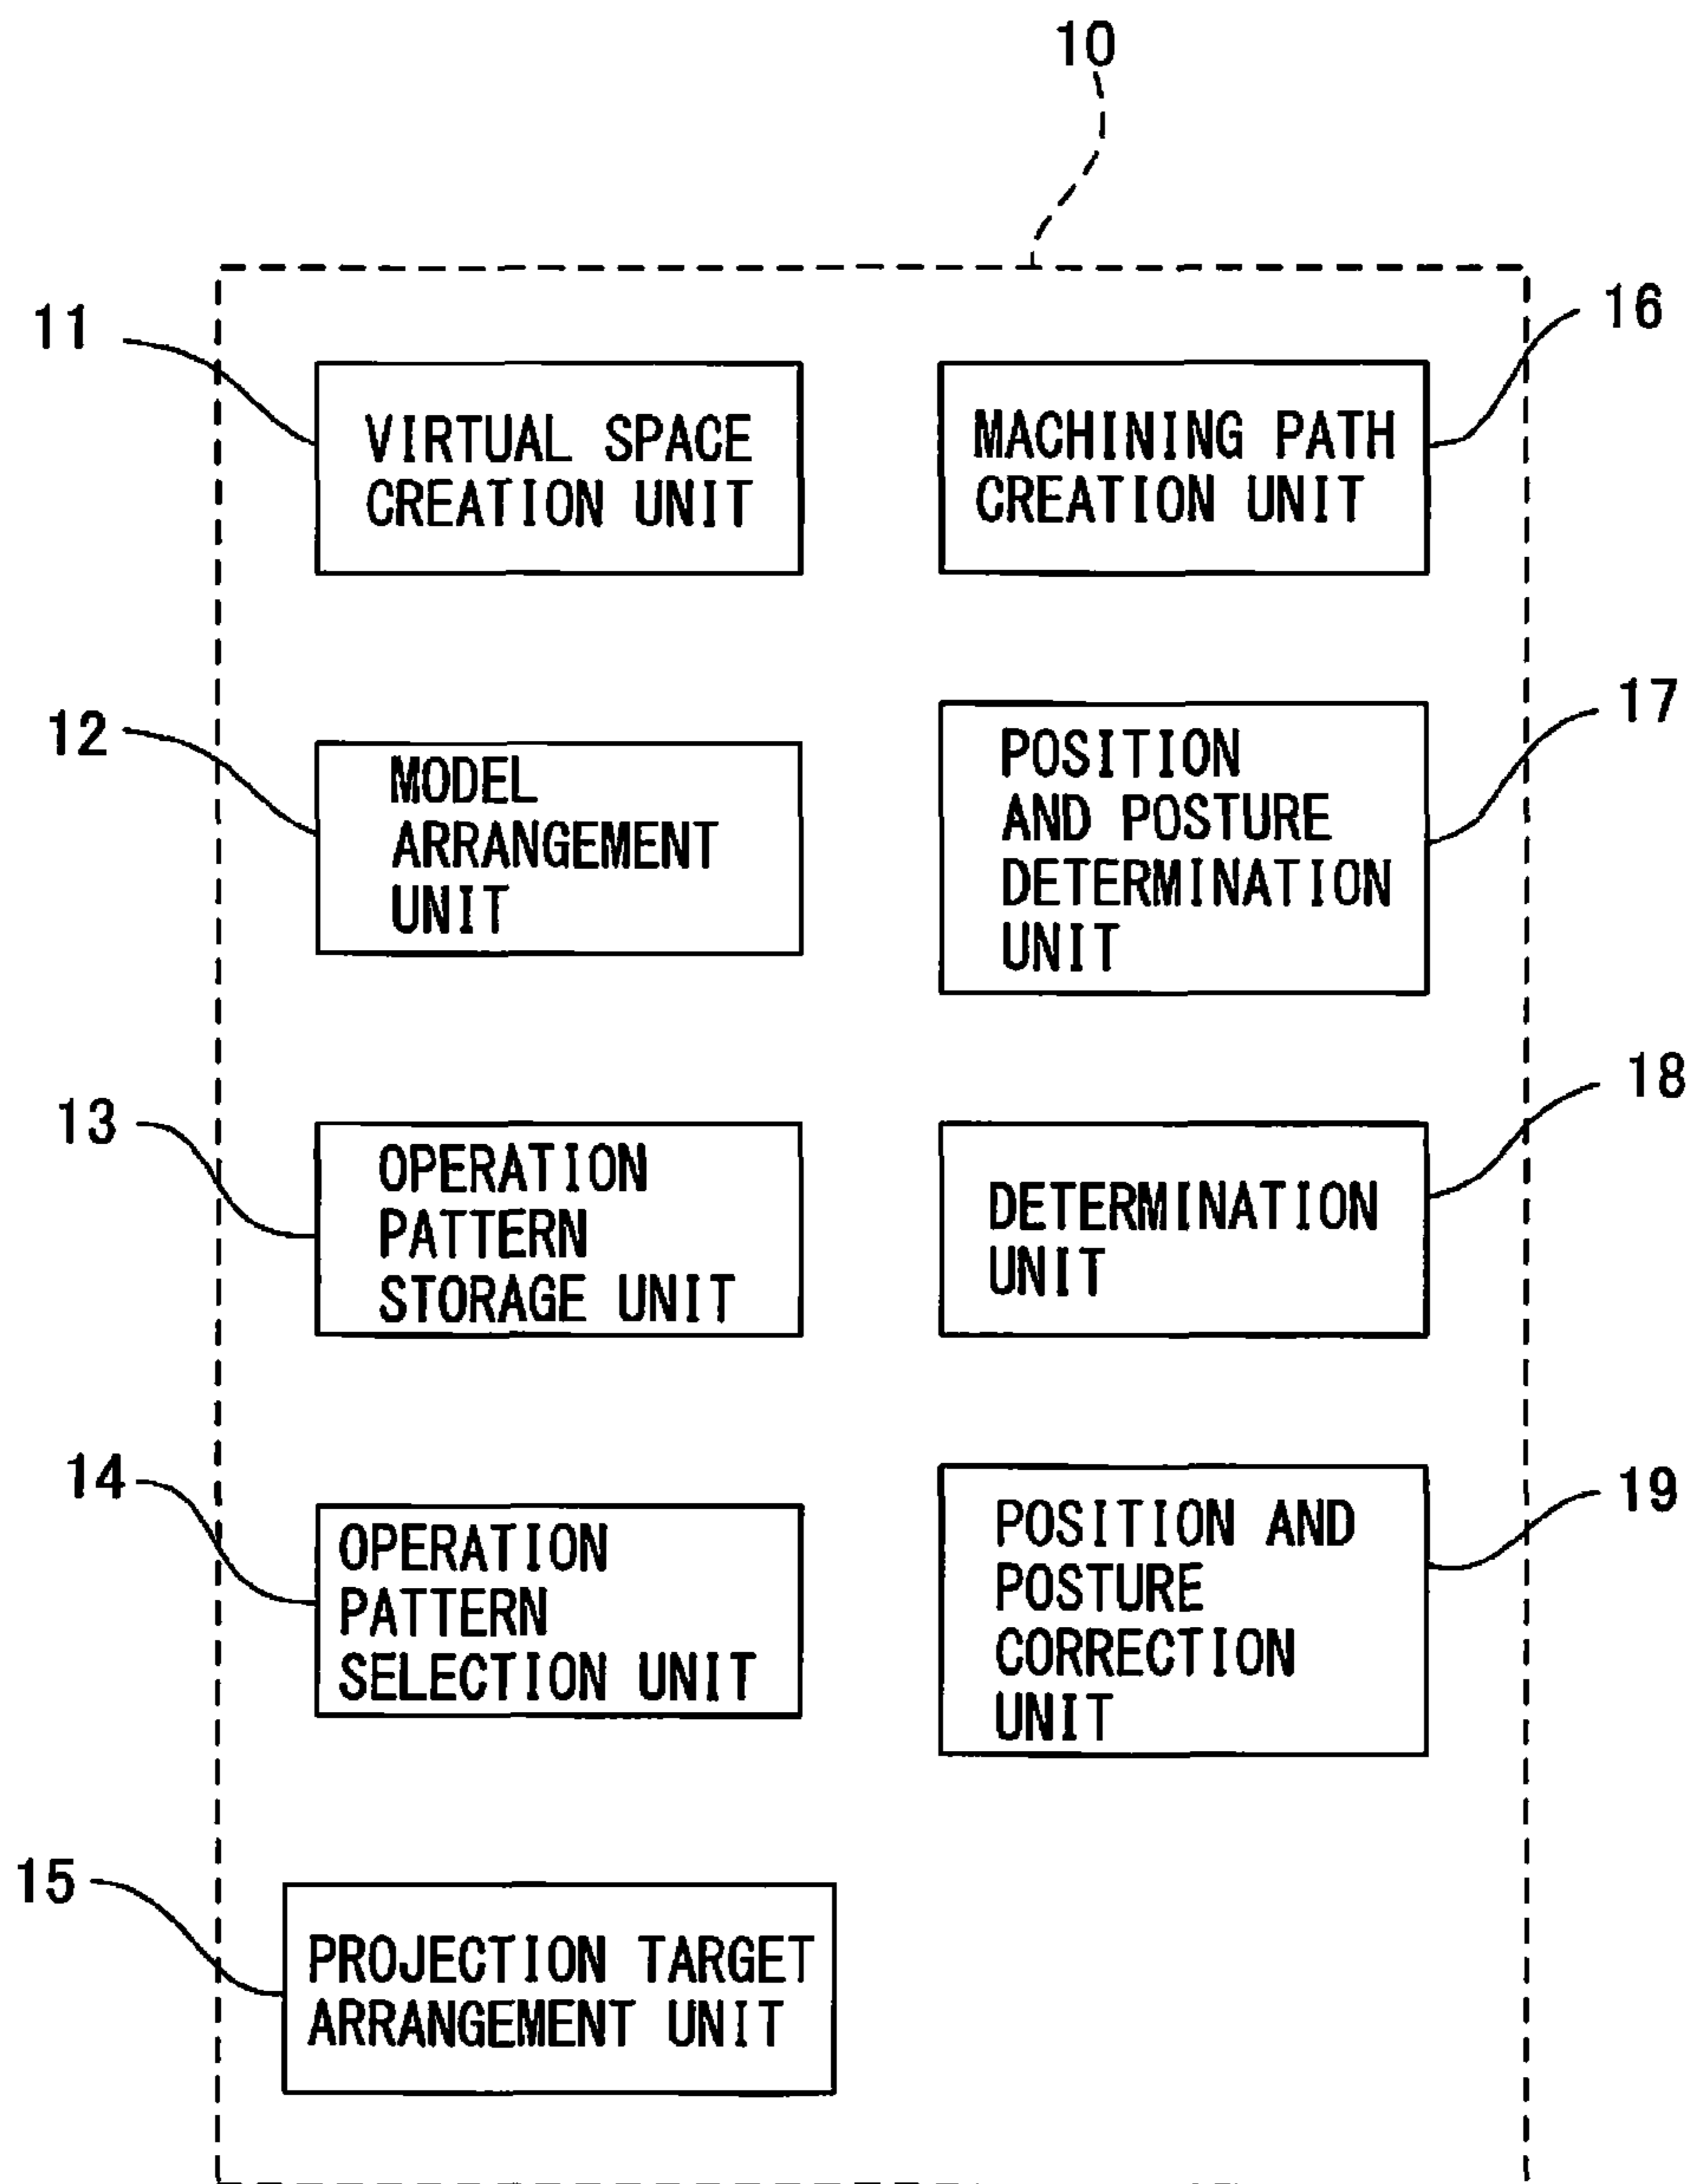 10
11
VIRTUAL SPACE
CREATION UNIT
12
MODEL
ARRANGEMENT
UNIT
13
OPERATION
PATTERN
STORAGE UNIT
14
OPERATION
PATTERN
SELECTION UNIT
15
PROJECTION TARGET
ARRANGEMENT UNIT
16
MACHINING PATH
CREATION UNIT
17
POSITION
AND POSTURE
DETERMINATION
UNIT
18
DETERMINATION
UNIT
19
POSITION AND
POSTURE
CORRECTION
UNIT